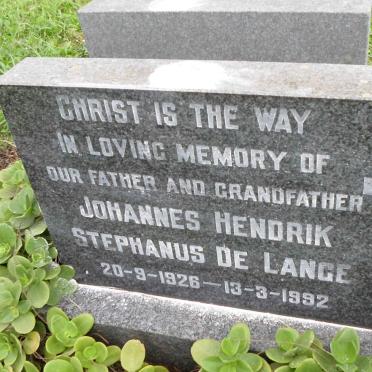 CHRIST IS THE WAY
IN LOVING MEMORY OF
OUR FATHER AND GRANDFATHER
JOHANNES HENDRIK
STEPHANUS DE LANGE
20-9-1926 — 13-3-1992